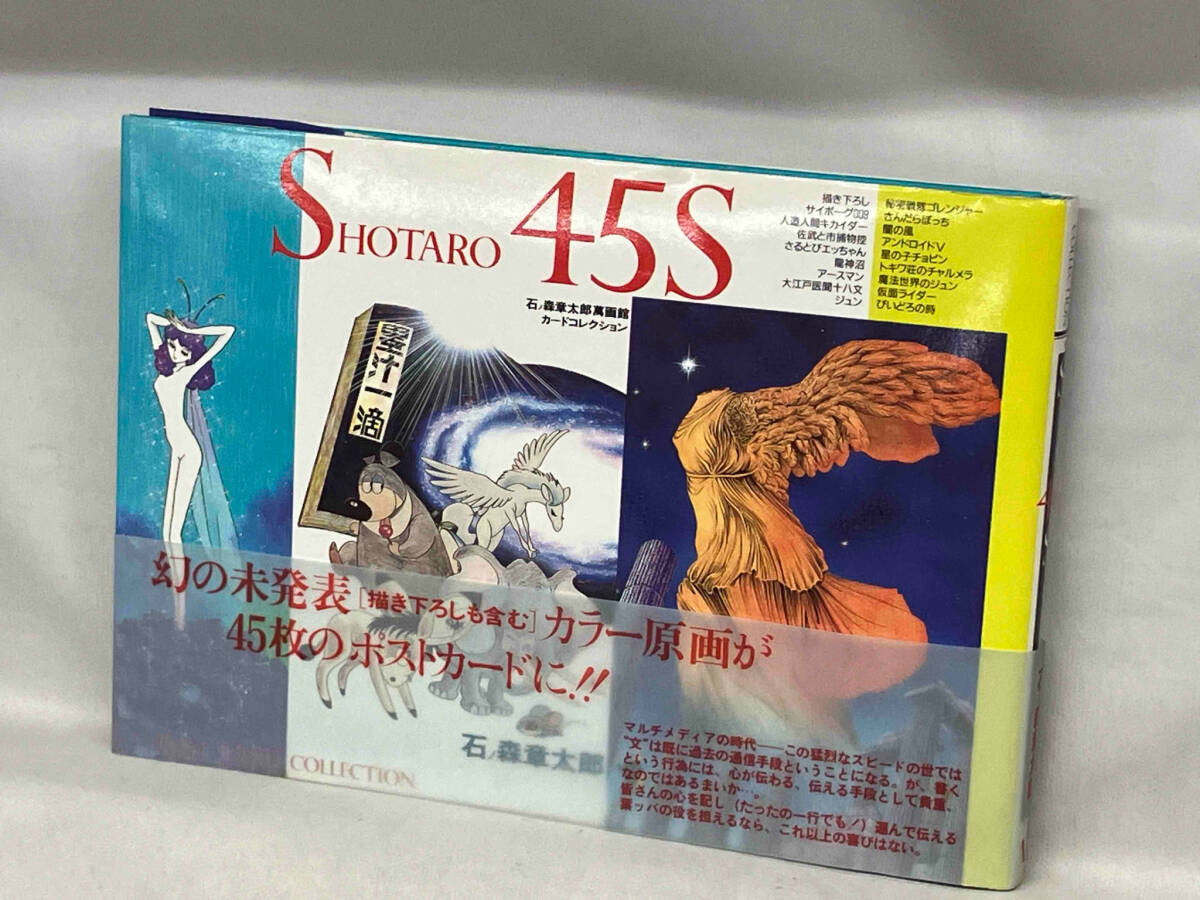 SHOTARO 45S
石ノ森章太郎萬画館
カードコレクション
描き下ろし
サイボーグ009
人造人間キカイダー
佐武と市捕物控
さるとびエッちゃん
龍神沼
アースマン
大江戸医聞十八文
ジュン
秘密戦隊ゴレンジャー
さんだらぼっち
闇の風
アンドロイドV
星の子チョビン
トキワ荘のチャルメラ
魔法世界のジュン
仮面ライダー
びいどろの時
墨汁一滴
幻の未発表[描き下ろしも含む]カラー原画が
45枚のポストカードに!!
石ノ森章太郎
COLLECTION
マルチメディアの時代――この猛烈なスピードの世では
“文”は既に過去の通信手段ということになる。が、書く
という行為には、心が伝わる、伝える手段として貴重、
なのではあるまいか…。
皆さんの心を記し（たったの一行でも！）運んで伝える
葉ッパの役を担えるなら、これ以上の喜びはない。